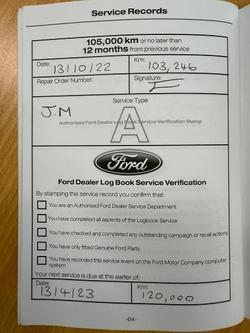 Service Records
105,000 km or no later than
12 months from previous service
Date: 13/10/22
Km: 103,246
Repair Order Number:
Signature:
Service Type
J.M
A
Authorised Ford Dealer Log Book Service Verification Stamp
Ford
Ford Dealer Log Book Service Verification
By stamping this service record you confirm that:
You are an Authorised Ford Dealer Service Department
You have completed all aspects of the Logbook Service
You have checked and completed any outstanding campaign or recall actions
You have only fitted Genuine Ford Parts
You have recorded this service event on the Ford Motor Company computer
system
Your next service is due at the earlier of:
Date: 13/4/23
Km: 120,000
-64-